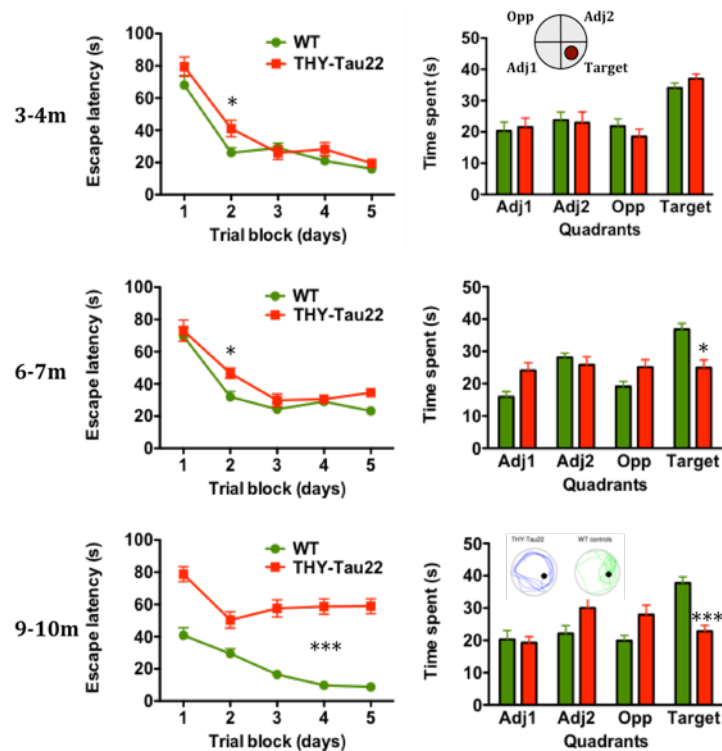 3-4m
Escape latency (s)
100
80
60
40
20
0
WT
THY-Tau22
*
1 2 3 4 5
Trial block (days)
Time spent (s)
50
40
30
20
10
0
Opp Adj2
Adj1 Target
Adj1 Adj2 Opp Target
Quadrants
6-7m
Escape latency (s)
100
80
60
40
20
0
WT
THY-Tau22
*
1 2 3 4 5
Trial block (days)
Time spent (s)
50
40
30
20
10
0
*
Adj1 Adj2 Opp Target
Quadrants
9-10m
Escape latency (s)
100
80
60
40
20
0
WT
THY-Tau22
***
1 2 3 4 5
Trial block (days)
Time spent (s)
50
40
30
20
10
0
THY-Tau22 WT controls
***
Adj1 Adj2 Opp Target
Quadrants